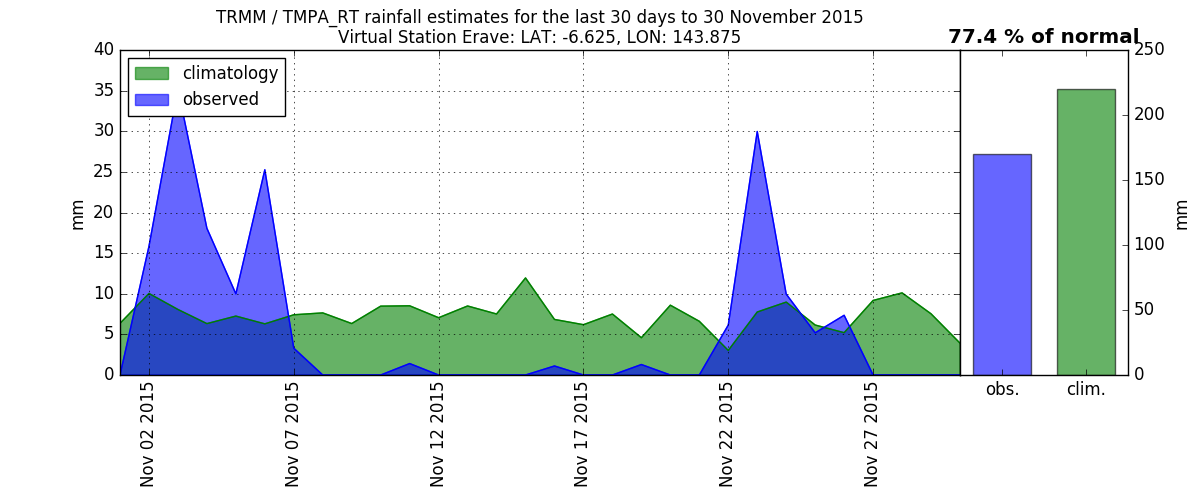 TRMM / TMPA_RT rainfall estimates for the last 30 days to 30 November 2015
Virtual Station Erave: LAT: -6.625, LON: 143.875
77.4 % of normal
climatology
observed
40
35
30
25
20
15
10
5
0
mm
Nov 02 2015
Nov 07 2015
Nov 12 2015
Nov 17 2015
Nov 22 2015
Nov 27 2015
obs.
clim.
250
200
150
100
50
0
mm